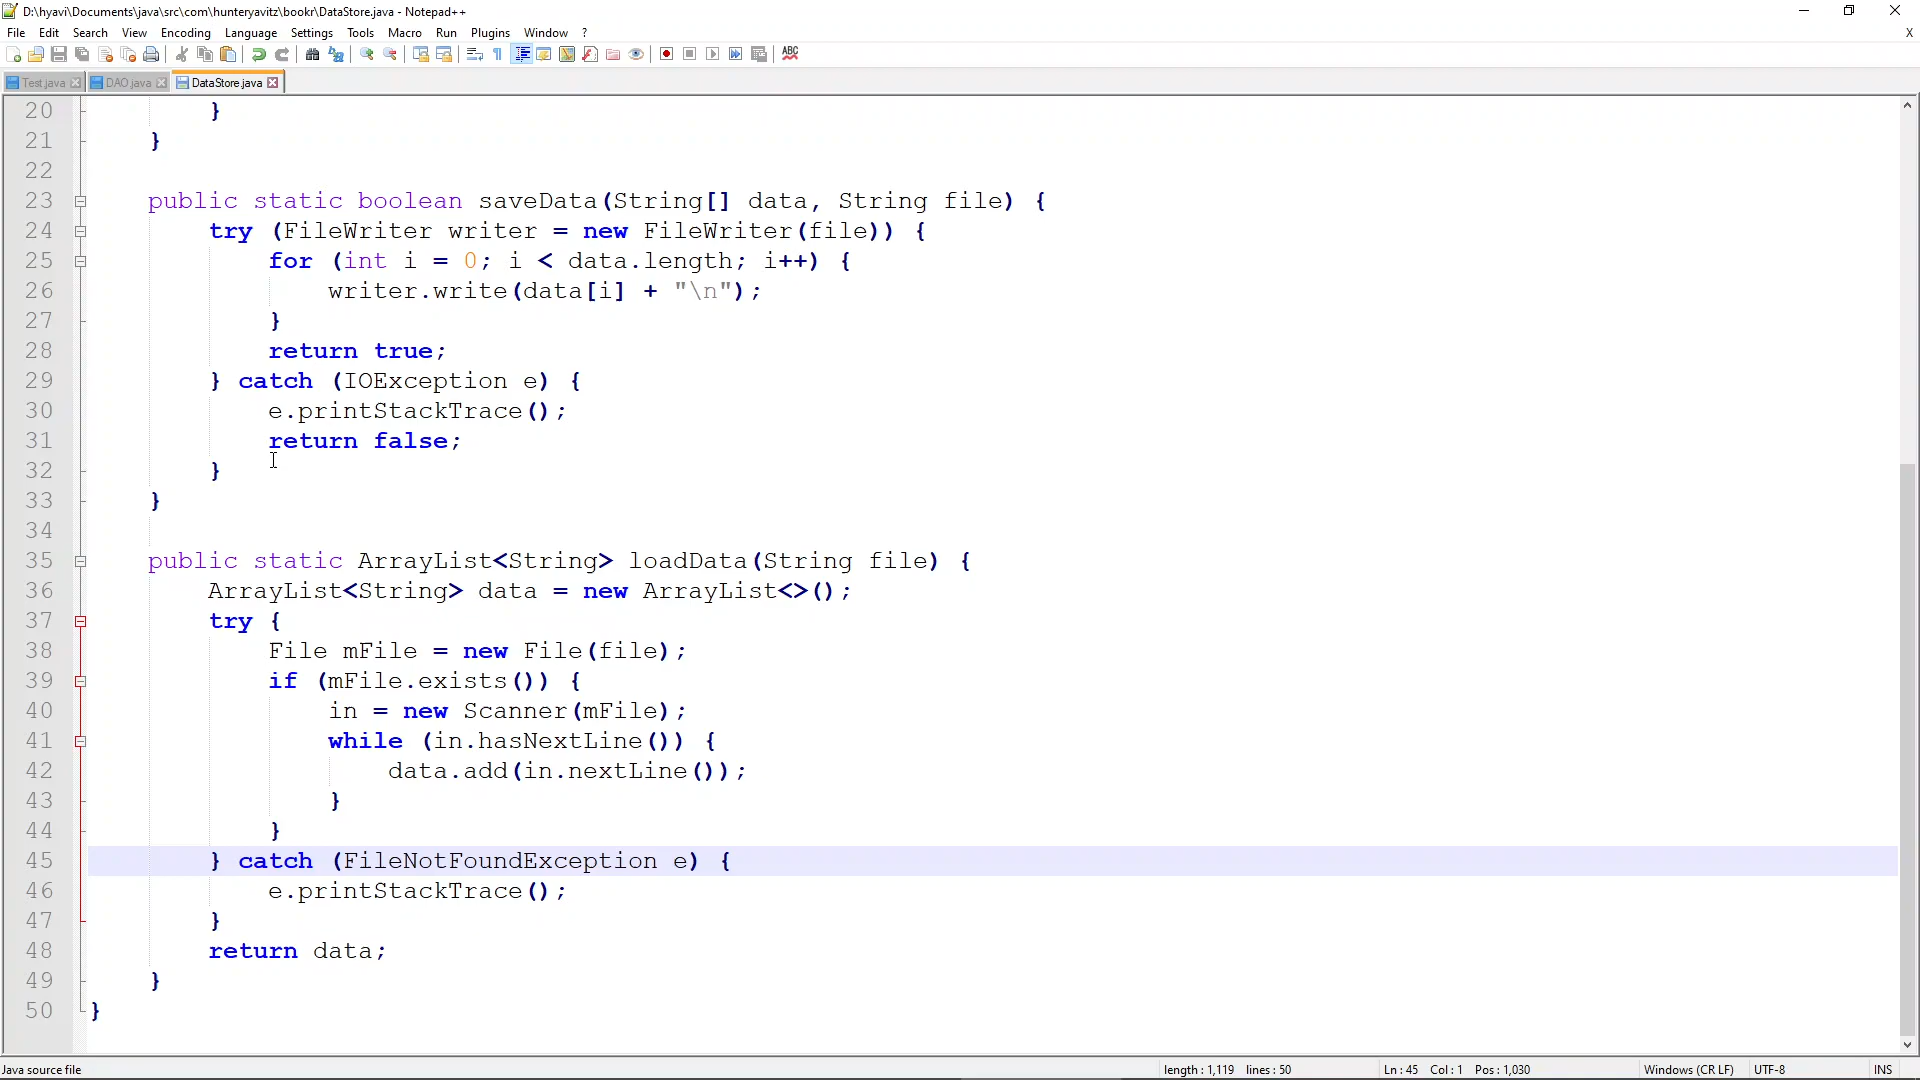 D:\hyavi\Documents\java\src\com\hunteryavitz\bookr\DataStore.java - Notepad++
File Edit Search View Encoding Language Settings Tools Macro Run Plugins Window ? X
ABC
Test.java DAO.java DataStore.java
20 }
21 }
22
23 public static boolean saveData(String[] data, String file) {
24 try (FileWriter writer = new FileWriter(file)) {
25 for (int i = 0; i < data.length; i++) {
26 writer.write(data[i] + "\n");
27 }
28 return true;
29 } catch (IOException e) {
30 e.printStackTrace();
31 return false;
32 }
33 }
34
35 public static ArrayList<String> loadData(String file) {
36 ArrayList<String> data = new ArrayList<>();
37 try {
38 File mFile = new File(file);
39 if (mFile.exists()) {
40 in = new Scanner(mFile);
41 while (in.hasNextLine()) {
42 data.add(in.nextLine());
43 }
44 }
45 } catch (FileNotFoundException e) {
46 e.printStackTrace();
47 }
48 return data;
49 }
50 }
Java source file length : 1,119 lines : 50 Ln : 45 Col : 1 Pos : 1,030 Windows (CR LF) UTF-8 INS